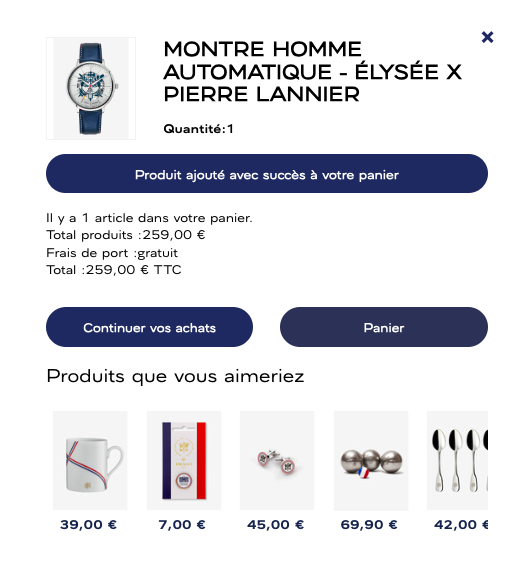 MONTRE HOMME
AUTOMATIQUE - ÉLYSÉE X
PIERRE LANNIER
Quantité:1
Produit ajouté avec succès à votre panier
Il y a 1 article dans votre panier.
Total produits :259,00 €
Frais de port :gratuit
Total :259,00 € TTC
Continuer vos achats
Panier
Produits que vous aimeriez
39,00 €
7,00 €
45,00 €
69,90 €
42,00 €